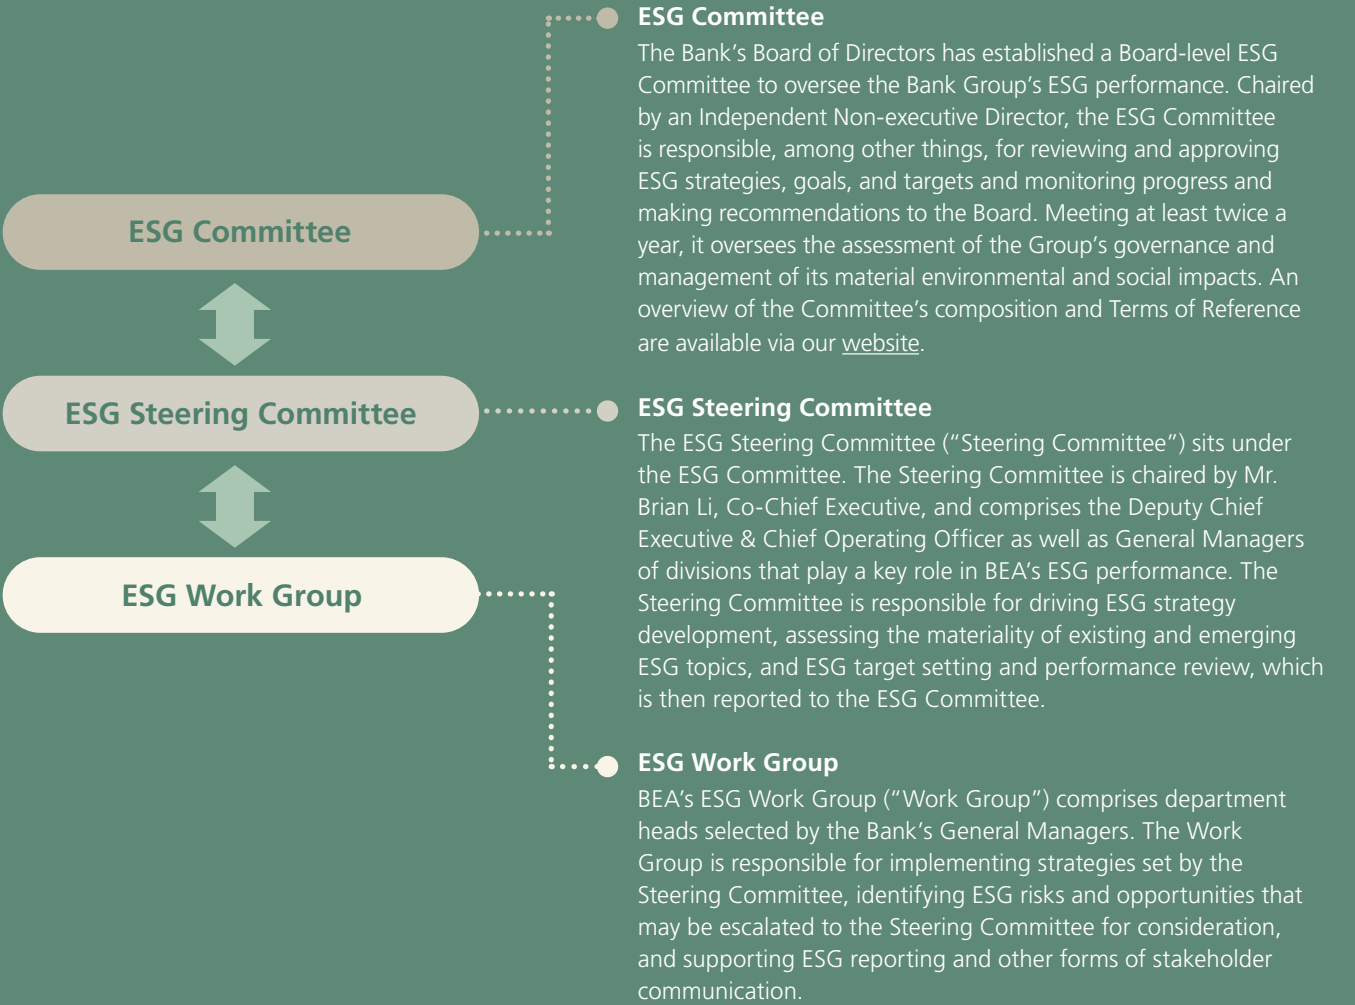 ESG Committee
ESG Steering Committee
ESG Work Group
ESG Committee
The Bank’s Board of Directors has established a Board-level ESG
Committee to oversee the Bank Group’s ESG performance. Chaired
by an Independent Non-executive Director, the ESG Committee
is responsible, among other things, for reviewing and approving
ESG strategies, goals, and targets and monitoring progress and
making recommendations to the Board. Meeting at least twice a
year, it oversees the assessment of the Group’s governance and
management of its material environmental and social impacts. An
overview of the Committee’s composition and Terms of Reference
are available via our website.
ESG Steering Committee
The ESG Steering Committee (“Steering Committee”) sits under
the ESG Committee. The Steering Committee is chaired by Mr.
Brian Li, Co-Chief Executive, and comprises the Deputy Chief
Executive & Chief Operating Officer as well as General Managers
of divisions that play a key role in BEA’s ESG performance. The
Steering Committee is responsible for driving ESG strategy
development, assessing the materiality of existing and emerging
ESG topics, and ESG target setting and performance review, which
is then reported to the ESG Committee.
ESG Work Group
BEA’s ESG Work Group (“Work Group”) comprises department
heads selected by the Bank’s General Managers. The Work
Group is responsible for implementing strategies set by the
Steering Committee, identifying ESG risks and opportunities that
may be escalated to the Steering Committee for consideration,
and supporting ESG reporting and other forms of stakeholder
communication.